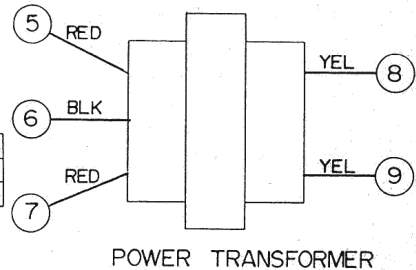 5 RED
YEL 8
6 BLK
RED
YEL 9
7
POWER TRANSFORMER